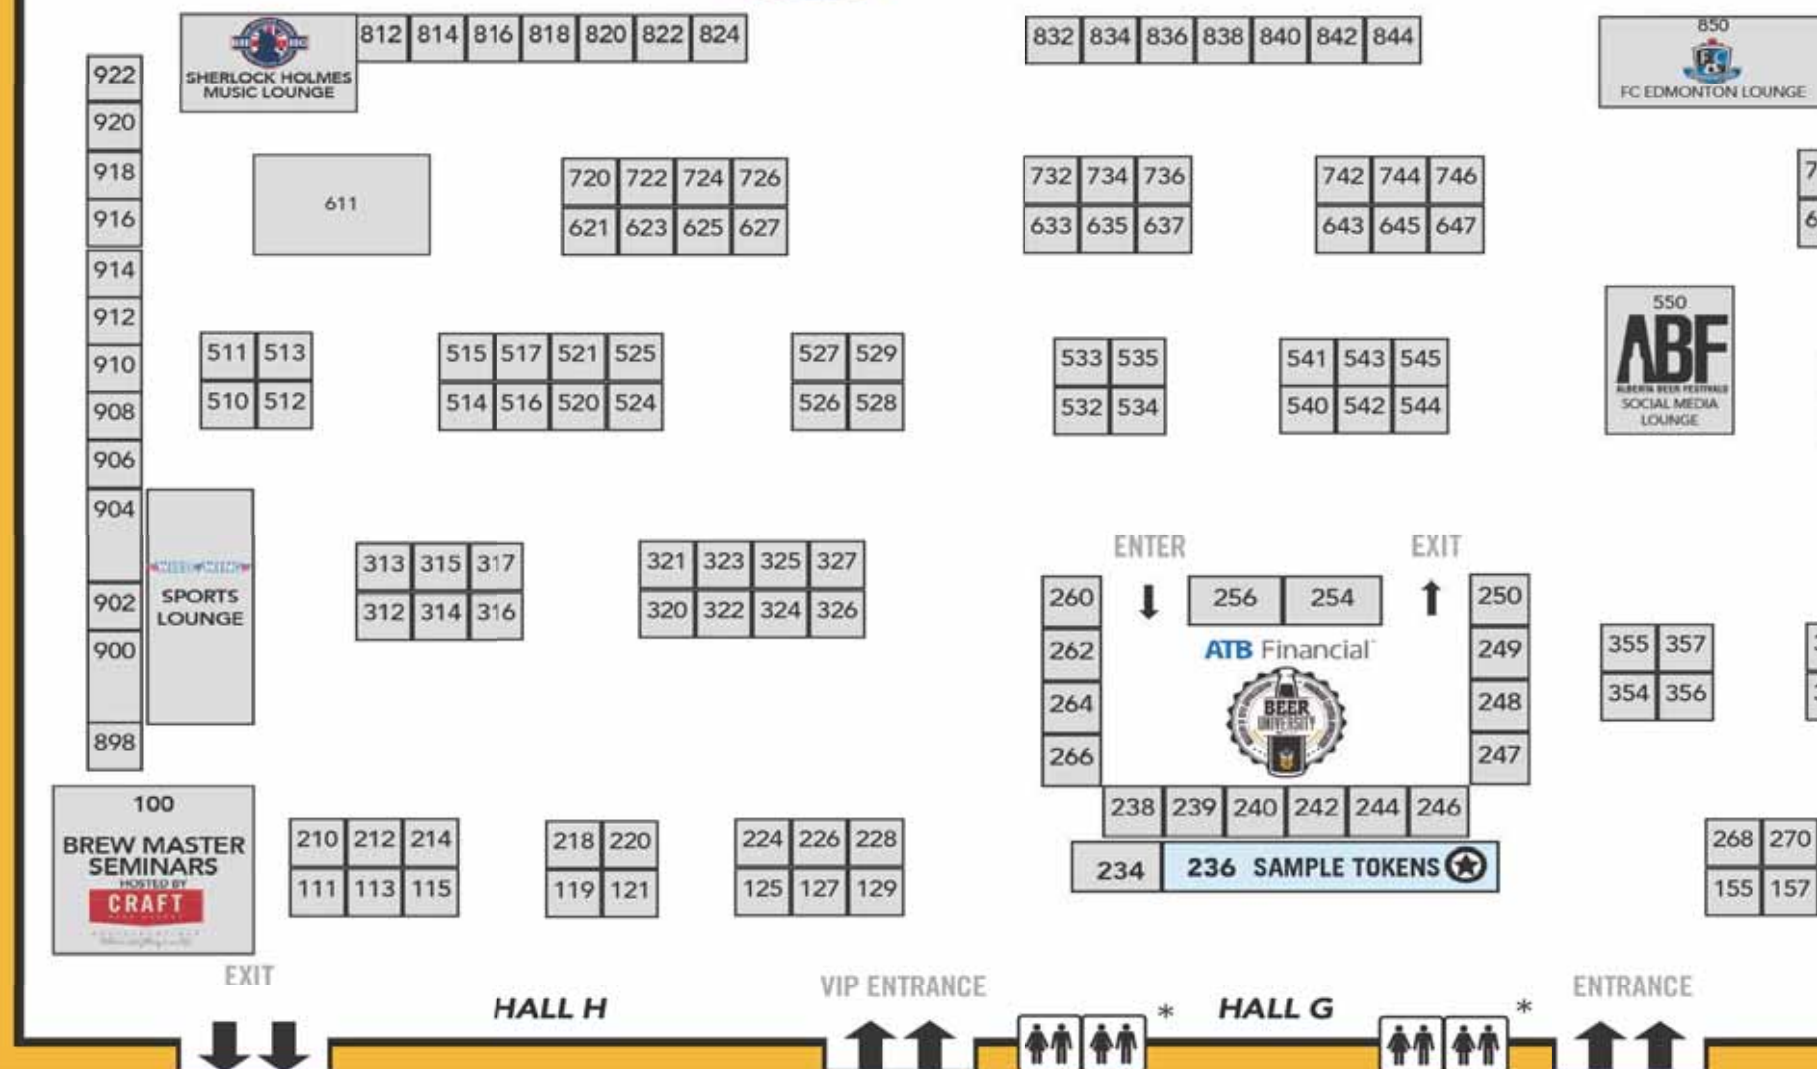 812 814 816 818 820 822 824
832 834 836 838 840 842 844
850
FC EDMONTON LOUNGE
SHERLOCK HOLMES
MUSIC LOUNGE
922
920
918
916
914
912
910
908
906
904
902
900
898
611
720 722 724 726
621 623 625 627
732 734 736
633 635 637
742 744 746
643 645 647
550
ABF
ALBERTA BEER FESTIVALS
SOCIAL MEDIA
LOUNGE
511 513
510 512
515 517 521 525
514 516 520 524
527 529
526 528
533 535
532 534
541 543 545
540 542 544
SPORTS
LOUNGE
313 315 317
312 314 316
321 323 325 327
320 322 324 326
ENTER
EXIT
260
262
264
266
256 254
250
249
248
247
ATB Financial
BEER
UNIVERSITY
238 239 240 242 244 246
234
236 SAMPLE TOKENS
355 357
354 356
100
BREW MASTER
SEMINARS
HOSTED BY
CRAFT
210 212 214
111 113 115
218 220
119 121
224 226 228
125 127 129
268 270
155 157
EXIT
HALL H
VIP ENTRANCE
*
HALL G
*
ENTRANCE